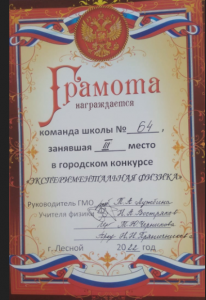 Грамота
награждается
команда школы № 64,
занявшая III место
в городском конкурсе
«ЭКСПЕРИМЕНТАЛЬНАЯ ФИЗИКА»
Руководитель ГМО
Учителя физики
г. Лесной 2022 год